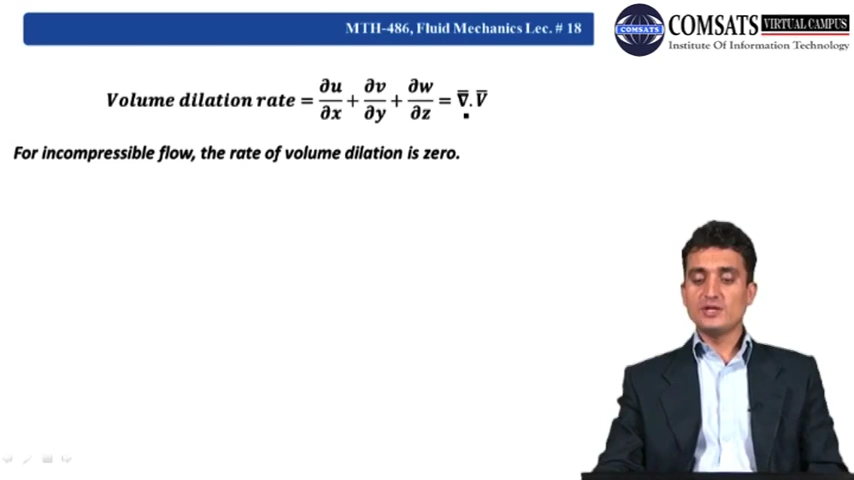 MTH-486, Fluid Mechanics Lec. # 18
COMSATS
COMSATS VIRTUAL CAMPUS
Institute Of Information Technology
Volume dilation rate = ∂u/∂x + ∂v/∂y + ∂w/∂z = ∇̅. V̅
For incompressible flow, the rate of volume dilation is zero.